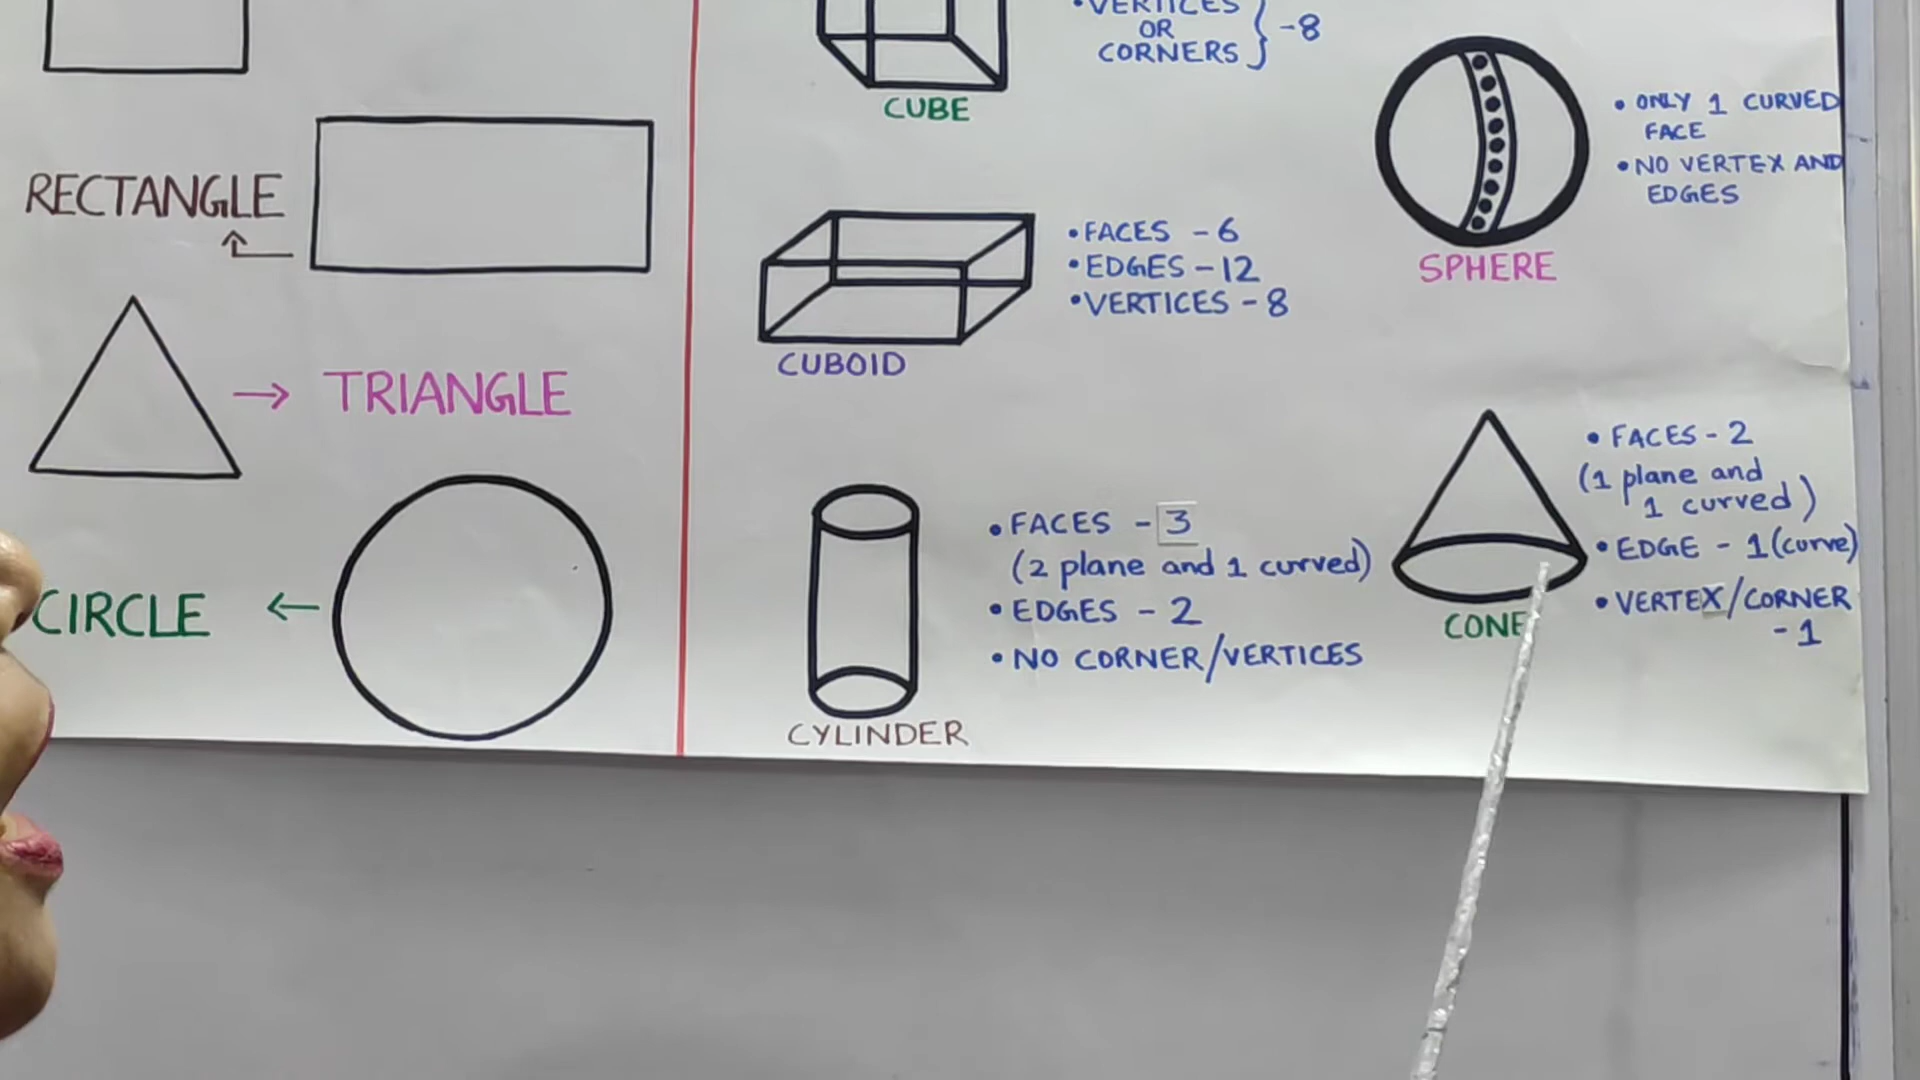 RECTANGLE
TRIANGLE
CIRCLE
VERTICES
OR
CORNERS
-8
CUBE
• FACES - 6
• EDGES - 12
• VERTICES - 8
CUBOID
• FACES - 3
(2 plane and 1 curved)
• EDGES - 2
• NO CORNER/VERTICES
CYLINDER
• ONLY 1 CURVED
FACE
• NO VERTEX AND
EDGES
SPHERE
• FACES - 2
(1 plane and
1 curved)
• EDGE - 1 (curve)
• VERTEX/CORNER
- 1
CONE